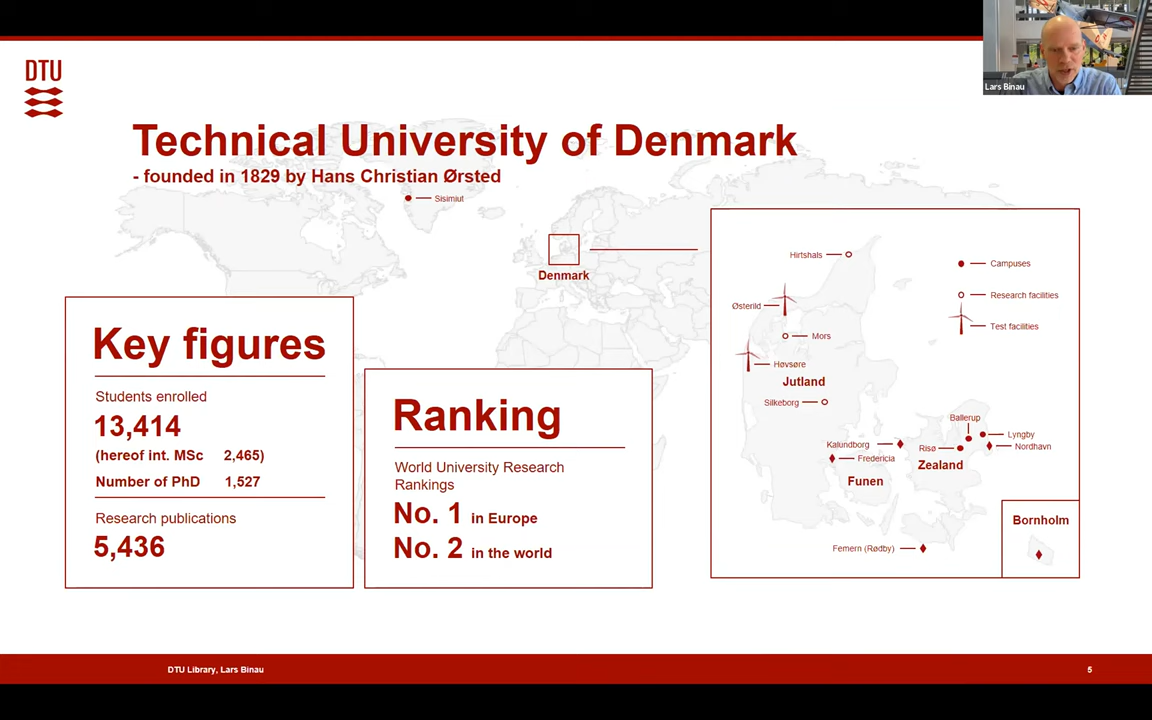 Lars Binau
DTU
Technical University of Denmark
- founded in 1829 by Hans Christian Ørsted
Sisimiut
Denmark
Key figures
Students enrolled
13,414
(hereof int. MSc 2,465)
Number of PhD 1,527
Research publications
5,436
Ranking
World University Research
Rankings
No. 1 in Europe
No. 2 in the world
Hirtshals
Campuses
Research facilities
Test facilities
Østerild
Mors
Høvsøre
Jutland
Silkeborg
Ballerup
Lyngby
Nordhavn
Kalundborg
Risø
Fredericia
Zealand
Funen
Bornholm
Femern (Rødby)
DTU Library, Lars Binau
5